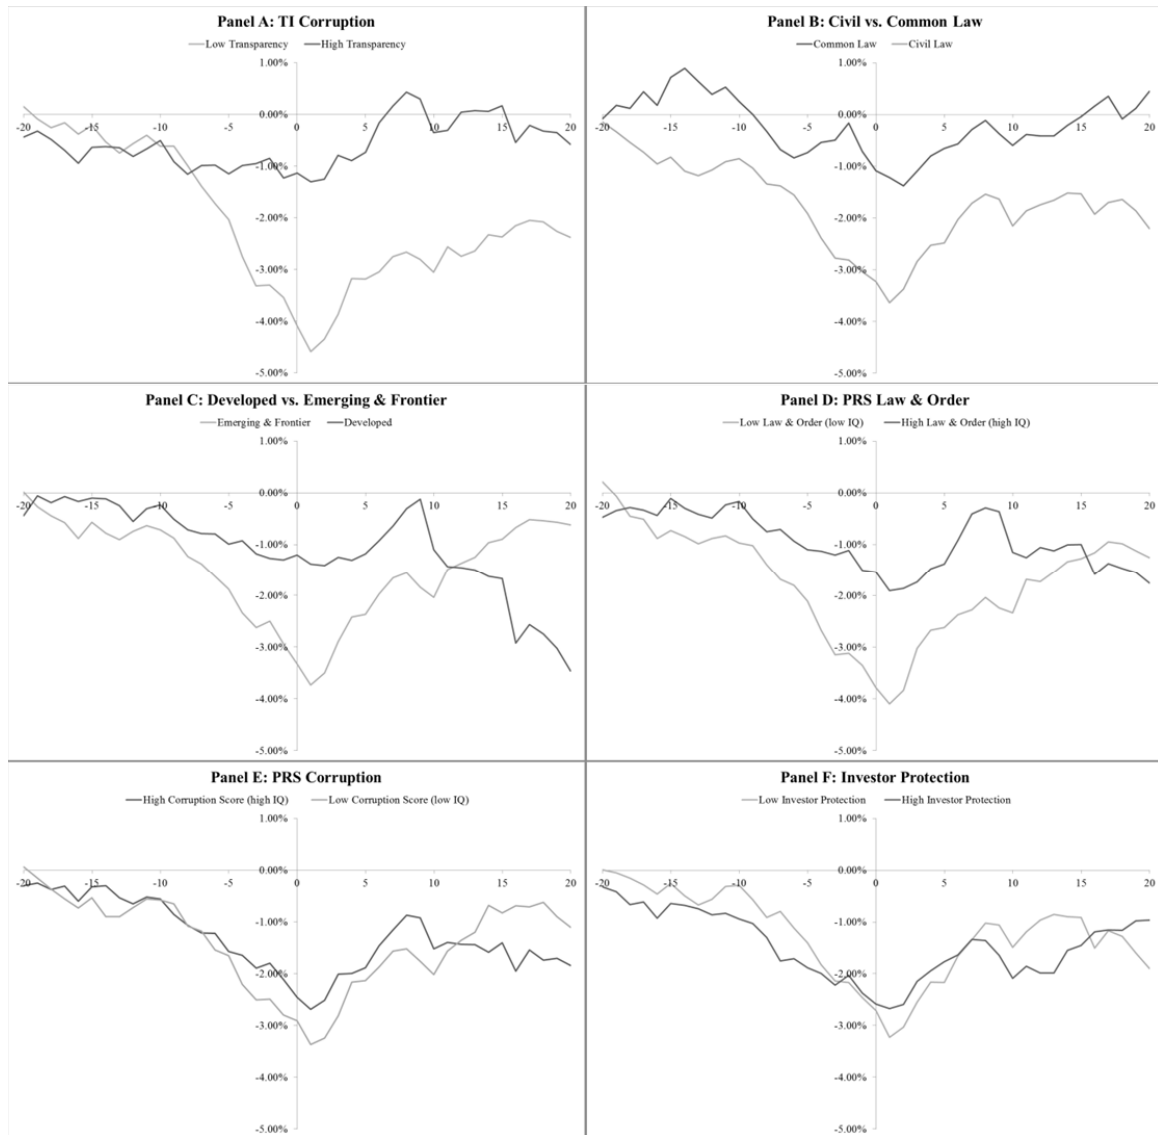 Panel A: TI Corruption
Low Transparency High Transparency
1.00%
0.00%
-20 -15 -10 -5 0 5 10 15 20
-1.00%
-2.00%
-3.00%
-4.00%
-5.00%
Panel B: Civil vs. Common Law
Common Law Civil Law
1.00%
0.00%
-20 -15 -10 -5 0 5 10 15 20
-1.00%
-2.00%
-3.00%
-4.00%
-5.00%
Panel C: Developed vs. Emerging & Frontier
Emerging & Frontier Developed
1.00%
0.00%
-20 -15 -10 -5 0 5 10 15 20
-1.00%
-2.00%
-3.00%
-4.00%
-5.00%
Panel D: PRS Law & Order
Low Law & Order (low IQ) High Law & Order (high IQ)
1.00%
0.00%
-20 -15 -10 -5 0 5 10 15 20
-1.00%
-2.00%
-3.00%
-4.00%
-5.00%
Panel E: PRS Corruption
High Corruption Score (high IQ) Low Corruption Score (low IQ)
1.00%
0.00%
-20 -15 -10 -5 0 5 10 15 20
-1.00%
-2.00%
-3.00%
-4.00%
-5.00%
Panel F: Investor Protection
Low Investor Protection High Investor Protection
1.00%
0.00%
-20 -15 -10 -5 0 5 10 15 20
-1.00%
-2.00%
-3.00%
-4.00%
-5.00%